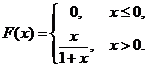 F(x) = { 0, x ≤ 0,
x/(1+x), x > 0.